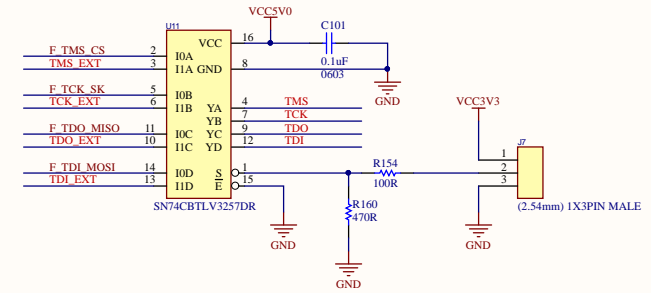 VCC5V0
U11
C101
16
VCC
0.1uF
0603
F_TMS_CS 2 I0A
TMS_EXT 3 I1A GND 8
GND
F_TCK_SK 5 I0B
TCK_EXT 6 I1B YA 4 TMS
YB 7 TCK
F_TDO_MISO 11 I0C YC 9 TDO
TDO_EXT 10 I1C YD 12 TDI
F_TDI_MOSI 14 I0D S 1
TDI_EXT 13 I1D E 15
SN74CBTLV3257DR
GND
R154
100R
R160
470R
GND
VCC3V3
J7
1
2
3
(2.54mm) 1X3PIN MALE
GND